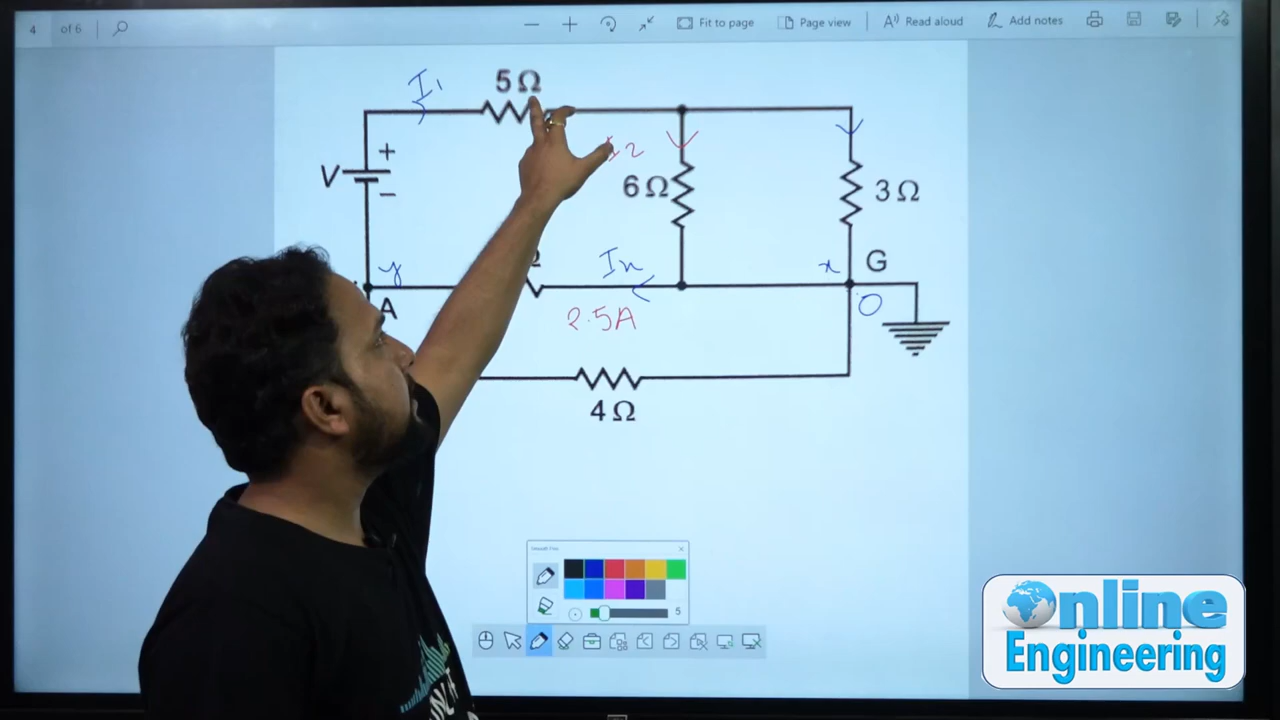 4 of 6
Fit to page
Page view
Read aloud
Add notes
I1
5Ω
+
V
−
I2
6Ω
3Ω
y
In
x
G
A
2.5A
0
4Ω
5
Online
Engineering